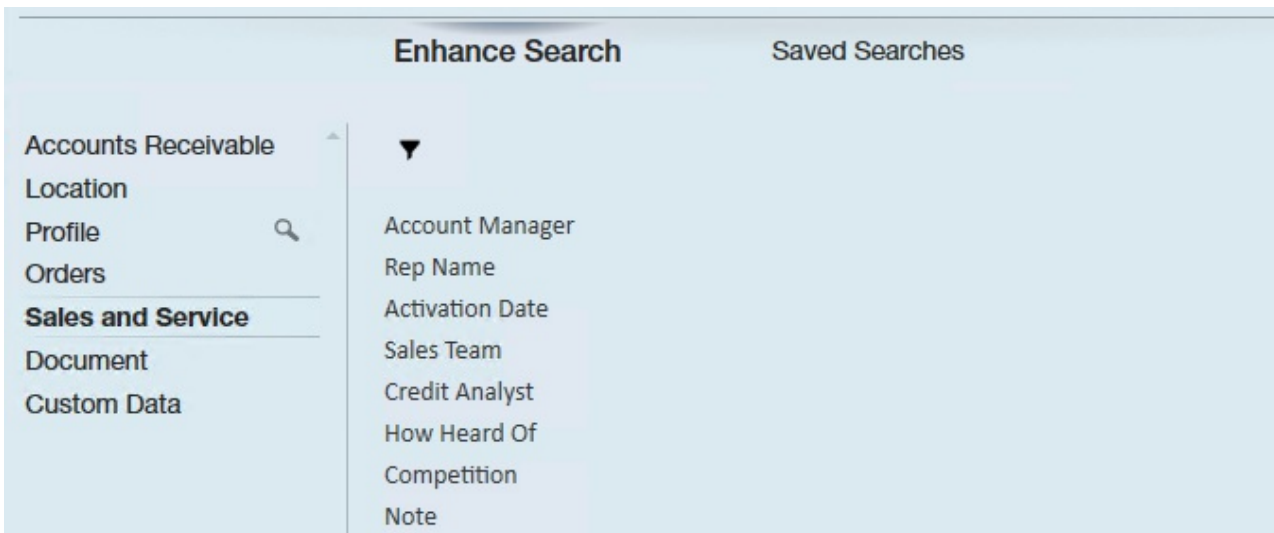 Enhance Search
Saved Searches
Accounts Receivable
Location
Profile
Orders
Sales and Service
Document
Custom Data
Account Manager
Rep Name
Activation Date
Sales Team
Credit Analyst
How Heard Of
Competition
Note